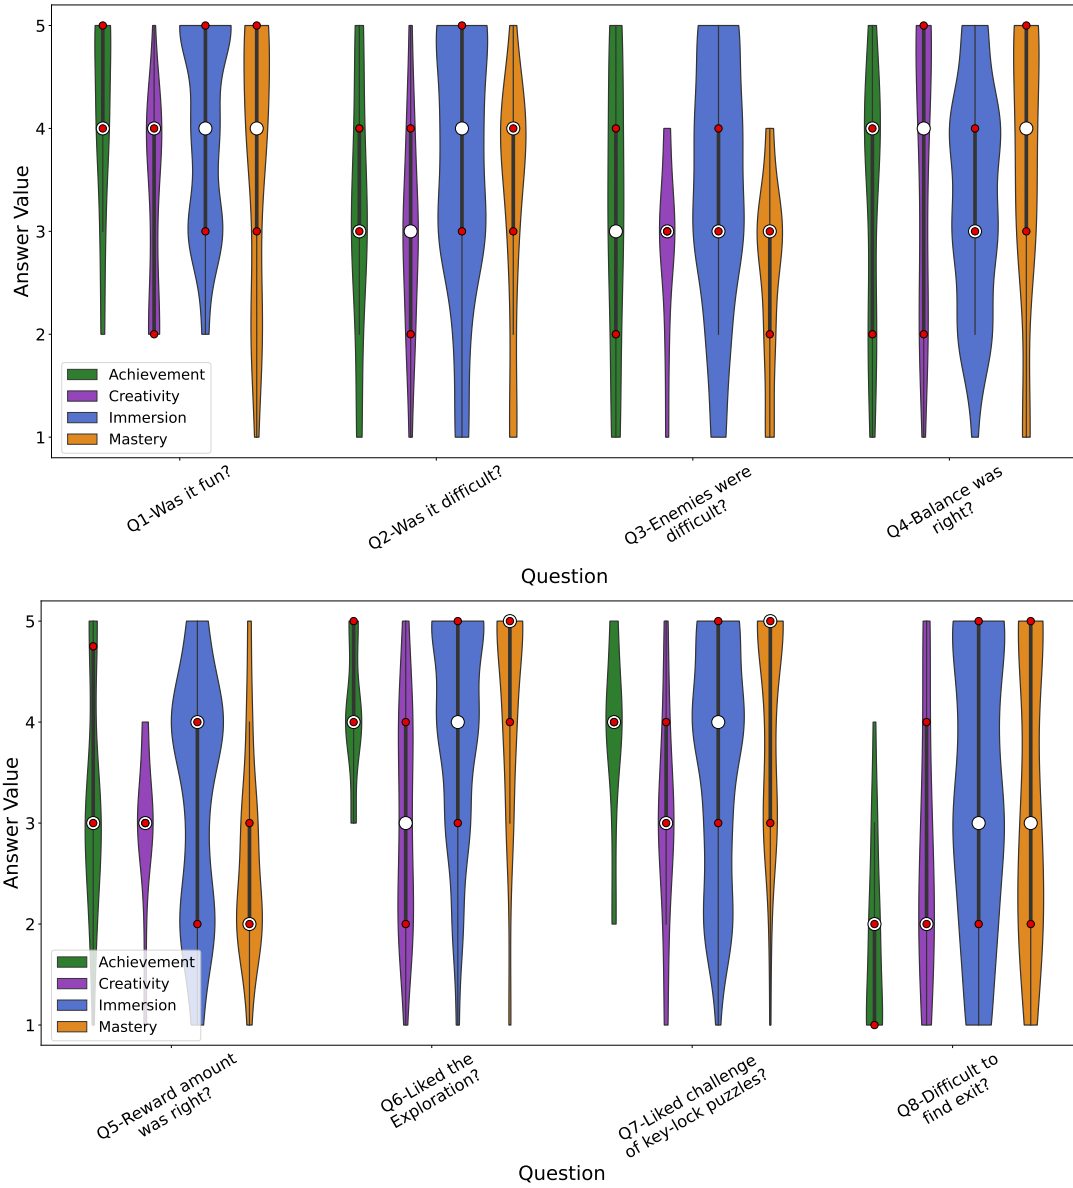 5
4
3
2
1
Answer Value
Achievement
Creativity
Immersion
Mastery
Q1-Was it fun?
Q2-Was it difficult?
Q3-Enemies were
difficult?
Q4-Balance was
right?
Question
5
4
3
2
1
Answer Value
Achievement
Creativity
Immersion
Mastery
Q5-Reward amount
was right?
Q6-Liked the
Exploration?
Q7-Liked challenge
of key-lock puzzles?
Q8-Difficult to
find exit?
Question